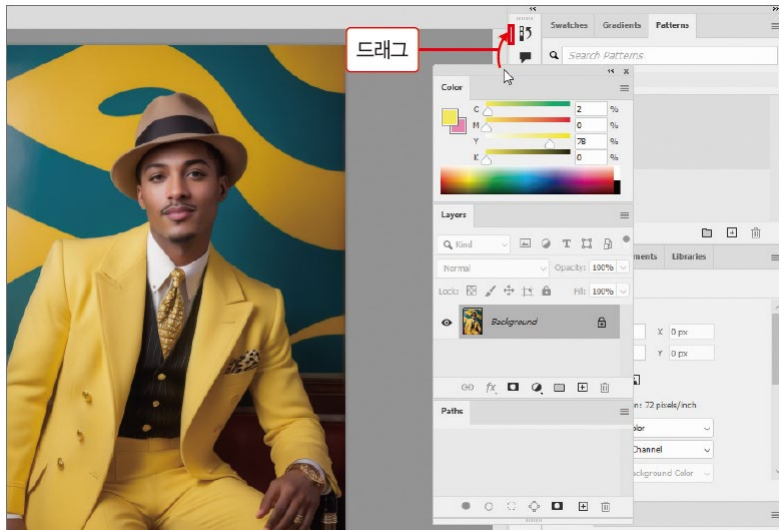 Swatches Gradients Patterns
드래그
Search Patterns
Color
C 2 %
M 0 %
Y 78 %
K 0 %
Layers
Kind
Normal Opacity: 100%
Lock: Fill: 100%
Background
Paths
ments Libraries
X 0 px
Y 0 px
on: 72 pixels/inch
olor
Channel
ackground Color